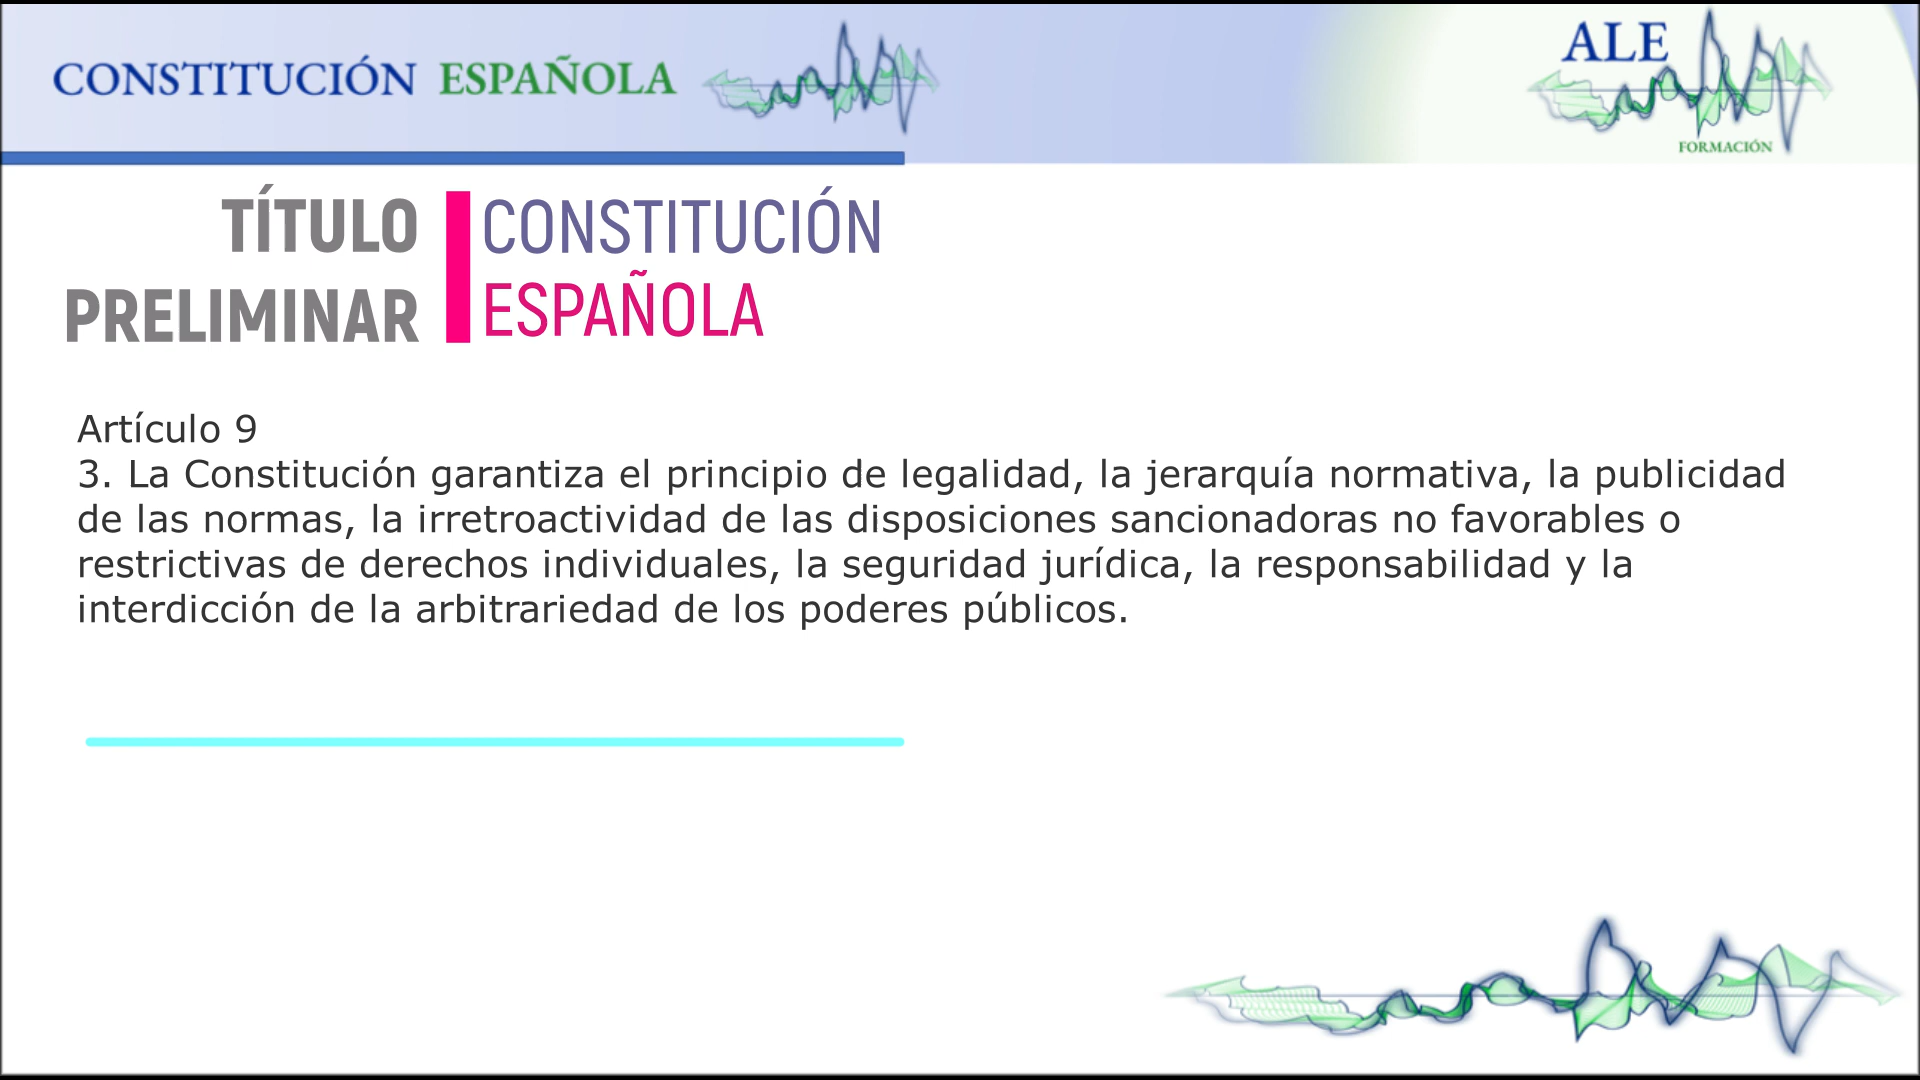 CONSTITUCIÓN ESPAÑOLA
ALE
FORMACIÓN
TÍTULO
PRELIMINAR
CONSTITUCIÓN
ESPAÑOLA
Artículo 9
3. La Constitución garantiza el principio de legalidad, la jerarquía normativa, la publicidad
de las normas, la irretroactividad de las disposiciones sancionadoras no favorables o
restrictivas de derechos individuales, la seguridad jurídica, la responsabilidad y la
interdicción de la arbitrariedad de los poderes públicos.